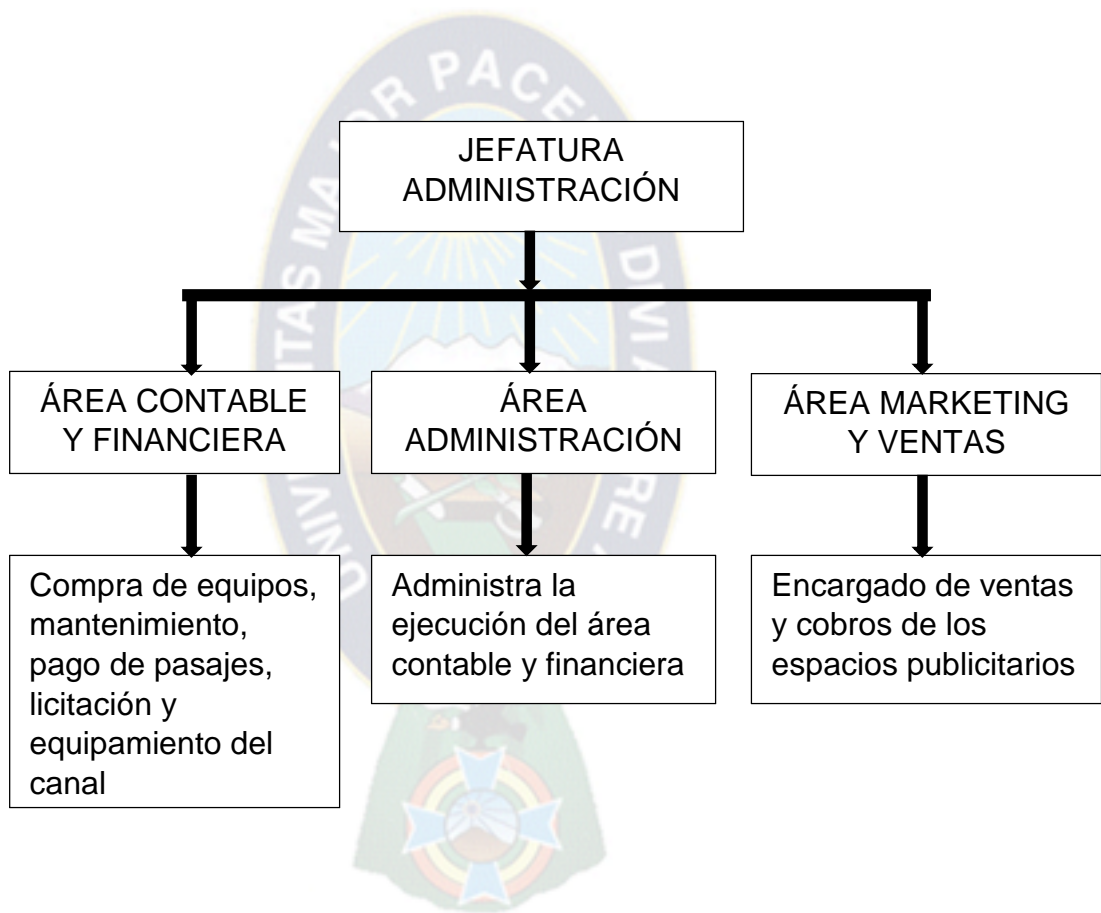 JEFATURA
ADMINISTRACIÓN
ÁREA CONTABLE
Y FINANCIERA
ÁREA
ADMINISTRACIÓN
ÁREA MARKETING
Y VENTAS
Compra de equipos,
mantenimiento,
pago de pasajes,
licitación y
equipamiento del
canal
Administra la
ejecución del área
contable y financiera
Encargado de ventas
y cobros de los
espacios publicitarios